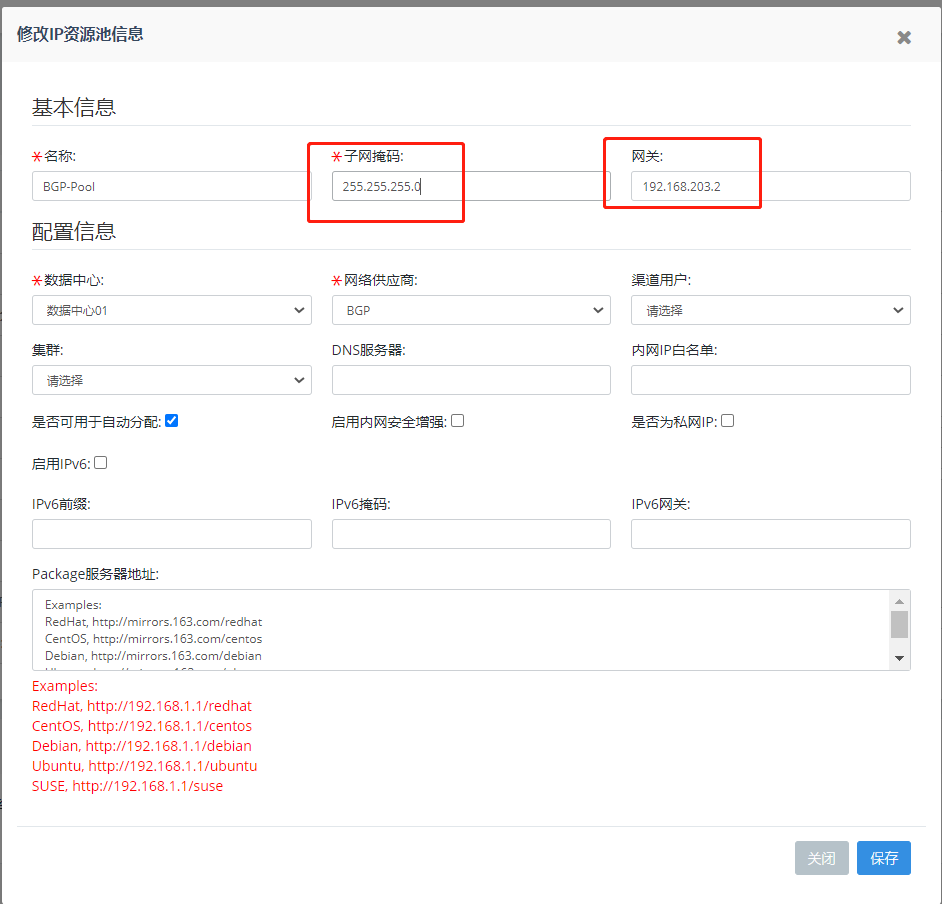 修改IP资源池信息
基本信息
*名称: *子网掩码: 网关:
BGP-Pool 255.255.255.0 192.168.203.2
配置信息
*数据中心: *网络供应商: 渠道用户:
数据中心01 BGP 请选择
集群: DNS服务器: 内网IP白名单:
请选择
是否可用于自动分配: 启用内网安全增强: 是否为私网IP:
启用IPv6:
IPv6前缀: IPv6掩码: IPv6网关:
Package服务器地址:
Examples:
RedHat, http://mirrors.163.com/redhat
CentOS, http://mirrors.163.com/centos
Debian, http://mirrors.163.com/debian
Examples:
RedHat, http://192.168.1.1/redhat
CentOS, http://192.168.1.1/centos
Debian, http://192.168.1.1/debian
Ubuntu, http://192.168.1.1/ubuntu
SUSE, http://192.168.1.1/suse
关闭 保存